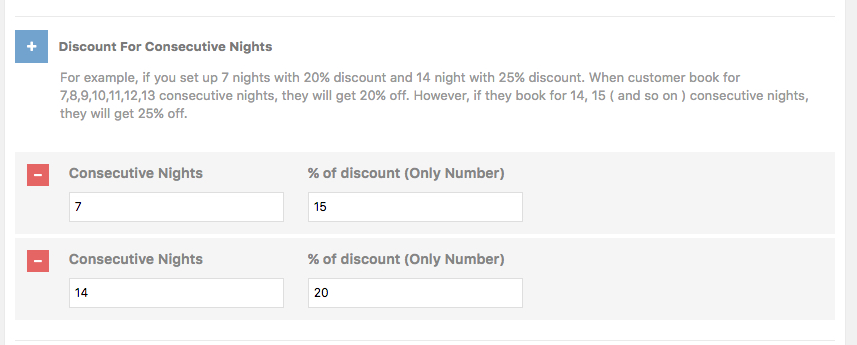 + Discount For Consecutive Nights
For example, if you set up 7 nights with 20% discount and 14 night with 25% discount. When customer book for
7,8,9,10,11,12,13 consecutive nights, they will get 20% off. However, if they book for 14, 15 ( and so on ) consecutive nights,
they will get 25% off.
− Consecutive Nights % of discount (Only Number)
7 15
− Consecutive Nights % of discount (Only Number)
14 20